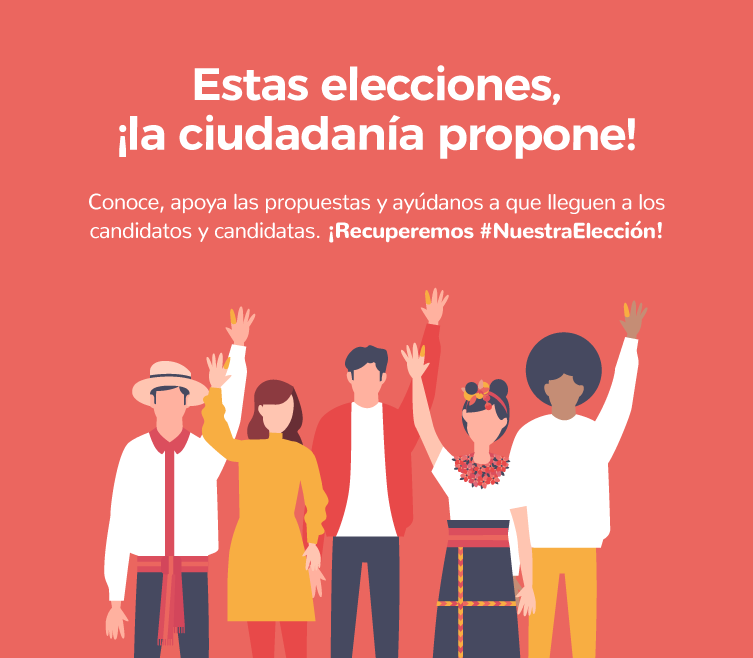 Estas elecciones,
¡la ciudadanía propone!
Conoce, apoya las propuestas y ayúdanos a que lleguen a los
candidatos y candidatas. ¡Recuperemos #NuestraElección!